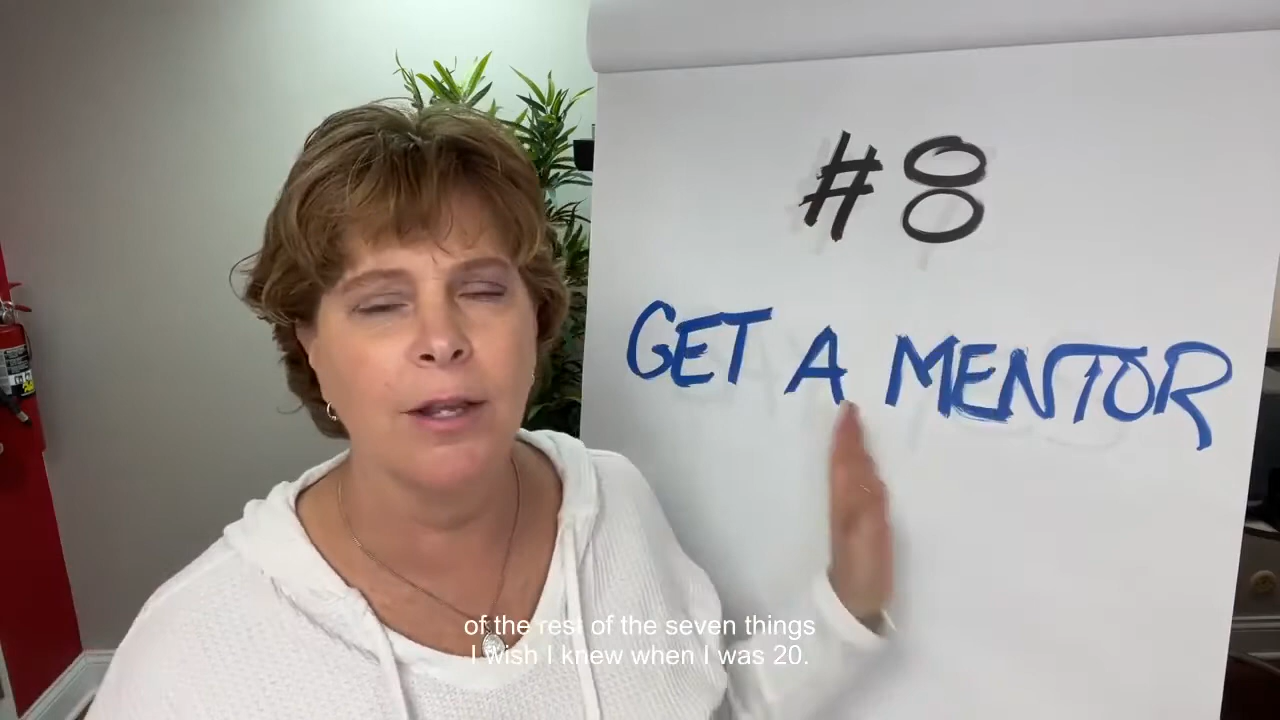 #8
GET A MENTOR
of the rest of the seven things
I wish I knew when I was 20.